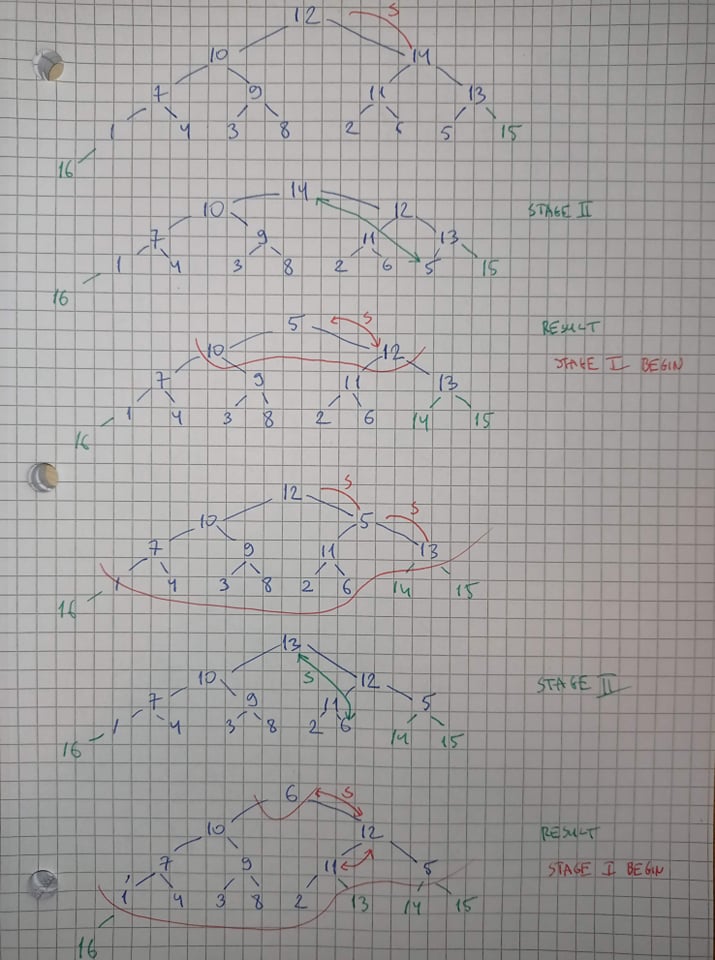 12 S
10 14
7 9 11 13
1 4 3 8 2 6 5 15
16
14 STAGE II
10 12
7 9 11 13
1 4 3 8 2 6 5 15
16
5 S RESULT
10 12 STAGE I BEGIN
7 9 11 13
1 4 3 8 2 6 14 15
16
12 S
10 5 S
7 9 11 13
1 4 3 8 2 6 14 15
16
13
10 S 12 STAGE II
7 9 11 5
1 4 3 8 2 6 14 15
16
6 S
10 12 RESULT
7 9 11 5 STAGE I BEGIN
1 4 3 8 2 13 14 15
16